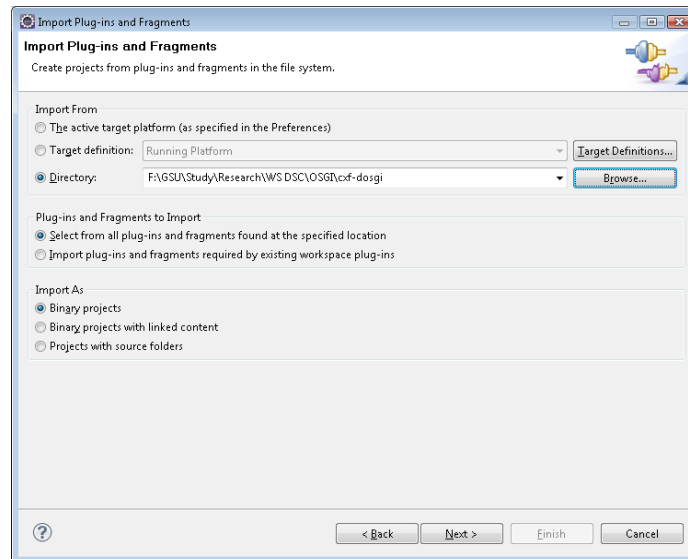 Import Plug-ins and Fragments
Import Plug-ins and Fragments
Create projects from plug-ins and fragments in the file system.
Import From
The active target platform (as specified in the Preferences)
Target definition: Running Platform Target Definitions...
Directory: F:\GSU\Study\Research\WS DSC\OSGI\cxf-dosgi Browse...
Plug-ins and Fragments to Import
Select from all plug-ins and fragments found at the specified location
Import plug-ins and fragments required by existing workspace plug-ins
Import As
Binary projects
Binary projects with linked content
Projects with source folders
? < Back Next > Finish Cancel